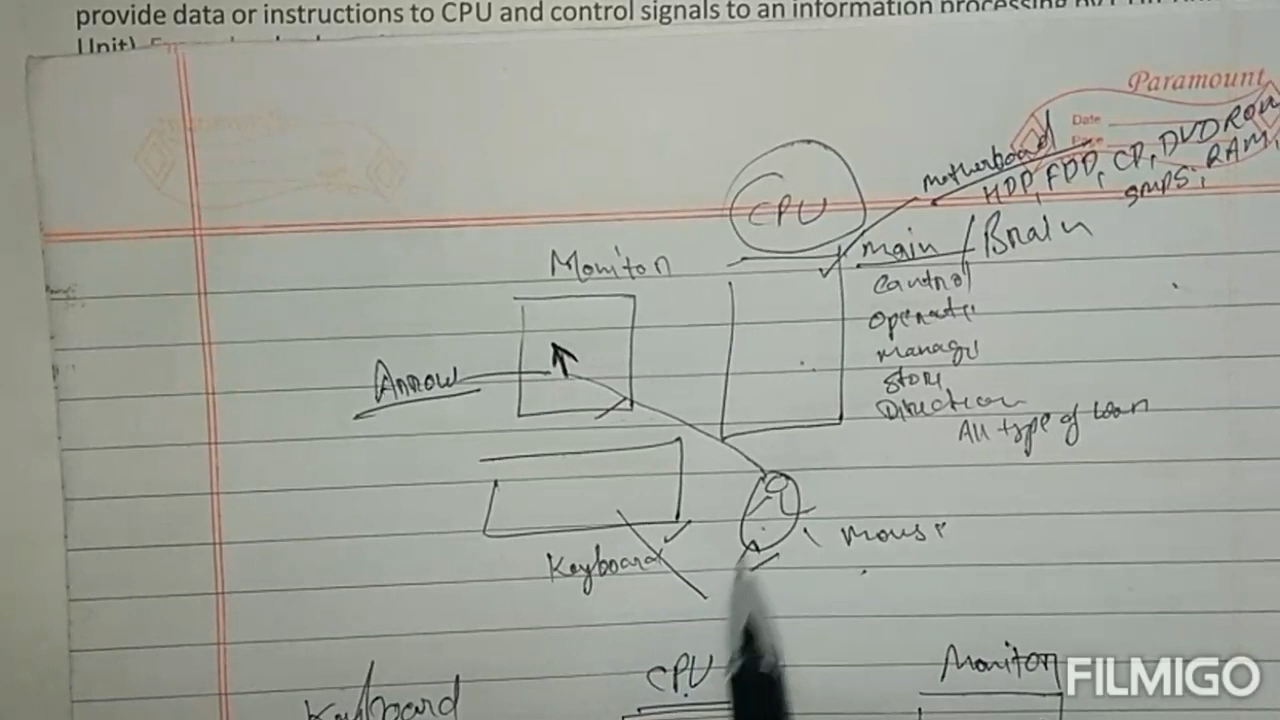 provide data or instructions to CPU and control signals to an information processing
Unit)
Paramount
Date
Page
motherboard
HDD, FDD, CD, DVDROM
SMPS, RAM,
CPU
main / Brain
Monitor
Control
Operate
Manage
Store
Direction
All type of
Arrow
Keyboard
Mouse
Keyboard
CPU
Monitor
FILMIGO